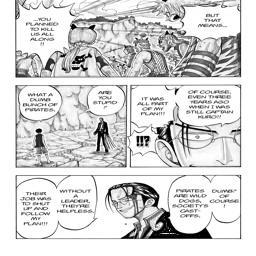 BUT
THAT
MEANS...
...YOU
PLANNED
TO KILL
US ALL
ALONG
!!
OF COURSE.
EVEN THREE
YEARS AGO
WHEN I WAS
STILL CAPTAIN
KURO!!
IT WAS
ALL PART
OF MY
PLAN!!!
!!?
ARE
YOU
STUPID
?
WHAT A
DUMB
BUNCH OF
PIRATES.
DUMB?
OF
COURSE
!
PIRATES
ARE WILD
DOGS,
SOCIETY'S
CAST-
OFFS.
WITHOUT
A
LEADER,
THEY'RE
HELPLESS.
THEIR
JOB WAS
TO SHUT
UP AND
FOLLOW
MY
PLAN!!!